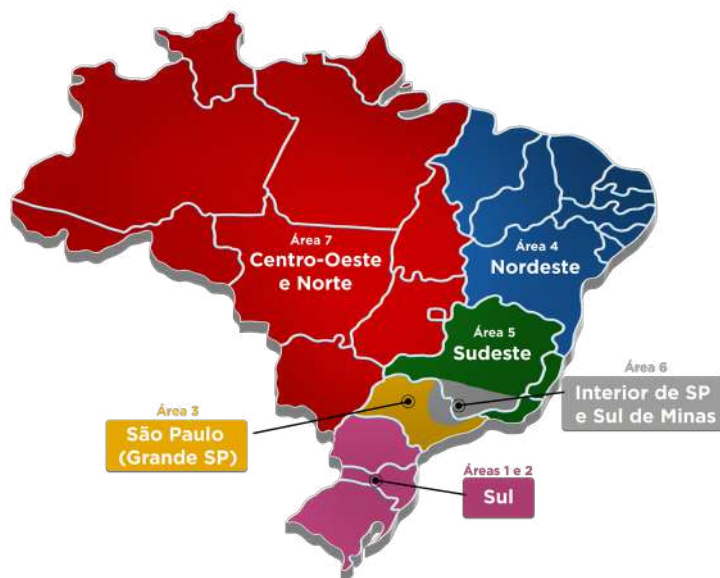 Área 7
Centro-Oeste
e Norte
Área 4
Nordeste
Área 5
Sudeste
Área 6
Interior de SP
e Sul de Minas
Área 3
São Paulo
(Grande SP)
Áreas 1 e 2
Sul